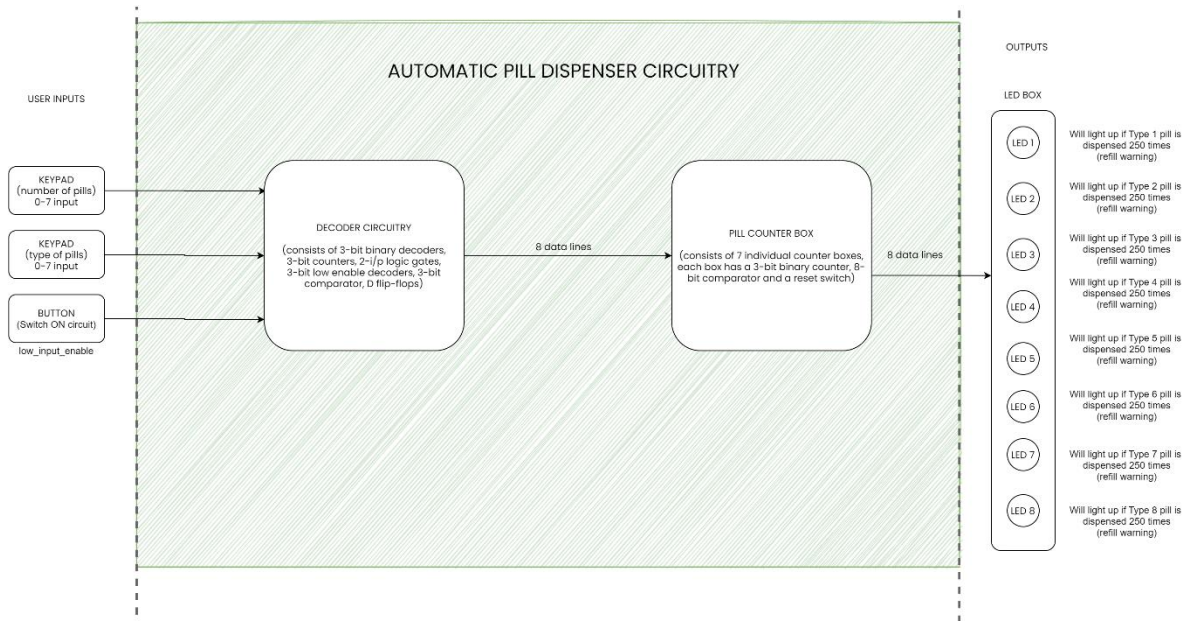 AUTOMATIC PILL DISPENSER CIRCUITRY
USER INPUTS
KEYPAD
(number of pills)
0-7 input
KEYPAD
(type of pills)
0-7 input
BUTTON
(Switch ON circuit)
low_input_enable
DECODER CIRCUITRY
(consists of 3-bit binary decoders,
3-bit counters, 2-i/p logic gates,
3-bit low enable decoders, 3-bit
comparator, D flip-flops)
8 data lines
PILL COUNTER BOX
(consists of 7 individual counter boxes,
each box has a 3-bit binary counter, 8-
bit comparator and a reset switch)
8 data lines
OUTPUTS
LED BOX
LED 1
Will light up if Type 1 pill is
dispensed 250 times
(refill warning)
LED 2
Will light up if Type 2 pill is
dispensed 250 times
(refill warning)
LED 3
Will light up if Type 3 pill is
dispensed 250 times
(refill warning)
LED 4
Will light up if Type 4 pill is
dispensed 250 times
(refill warning)
LED 5
Will light up if Type 5 pill is
dispensed 250 times
(refill warning)
LED 6
Will light up if Type 6 pill is
dispensed 250 times
(refill warning)
LED 7
Will light up if Type 7 pill is
dispensed 250 times
(refill warning)
LED 8
Will light up if Type 8 pill is
dispensed 250 times
(refill warning)